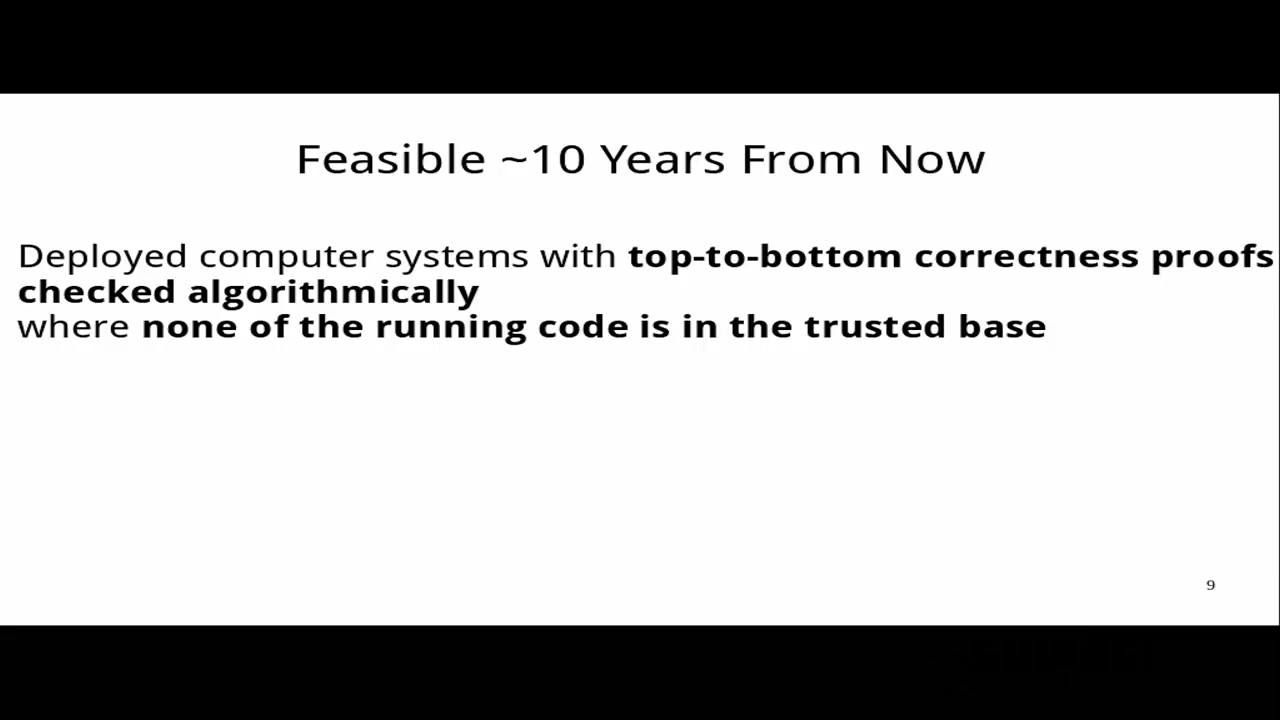 Feasible ~10 Years From Now
Deployed computer systems with top-to-bottom correctness proofs
checked algorithmically
where none of the running code is in the trusted base
9